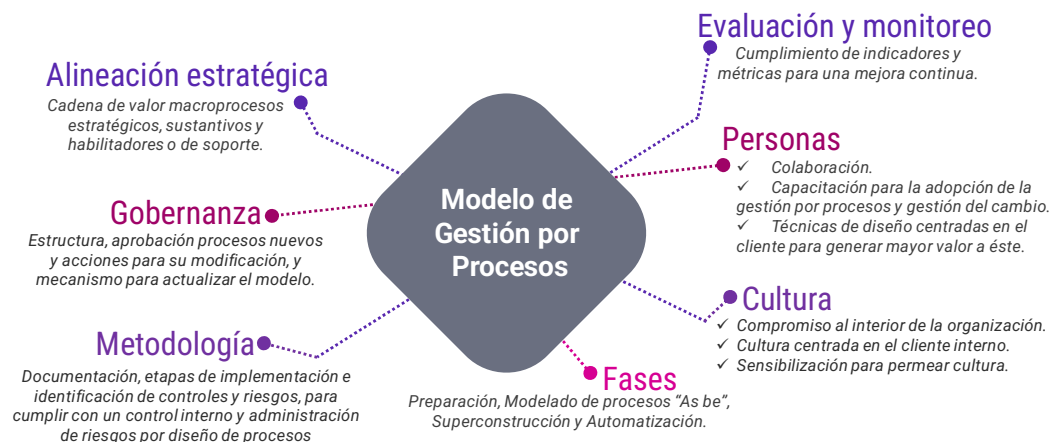 Evaluación y monitoreo
Cumplimiento de indicadores y
métricas para una mejora continua.
Alineación estratégica
Cadena de valor macroprocesos
estratégicos, sustantivos y
habilitadores o de soporte.
Personas
✓ Colaboración.
✓ Capacitación para la adopción de la
gestión por procesos y gestión del cambio.
✓ Técnicas de diseño centradas en el
cliente para generar mayor valor a éste.
Modelo de
Gestión por
Procesos
Gobernanza
Estructura, aprobación procesos nuevos
y acciones para su modificación, y
mecanismo para actualizar el modelo.
Cultura
✓ Compromiso al interior de la organización.
✓ Cultura centrada en el cliente interno.
✓ Sensibilización para permear cultura.
Metodología
Documentación, etapas de implementación e
identificación de controles y riesgos, para
cumplir con un control interno y administración
de riesgos por diseño de procesos
Fases
Preparación, Modelado de procesos “As be”,
Superconstrucción y Automatización.